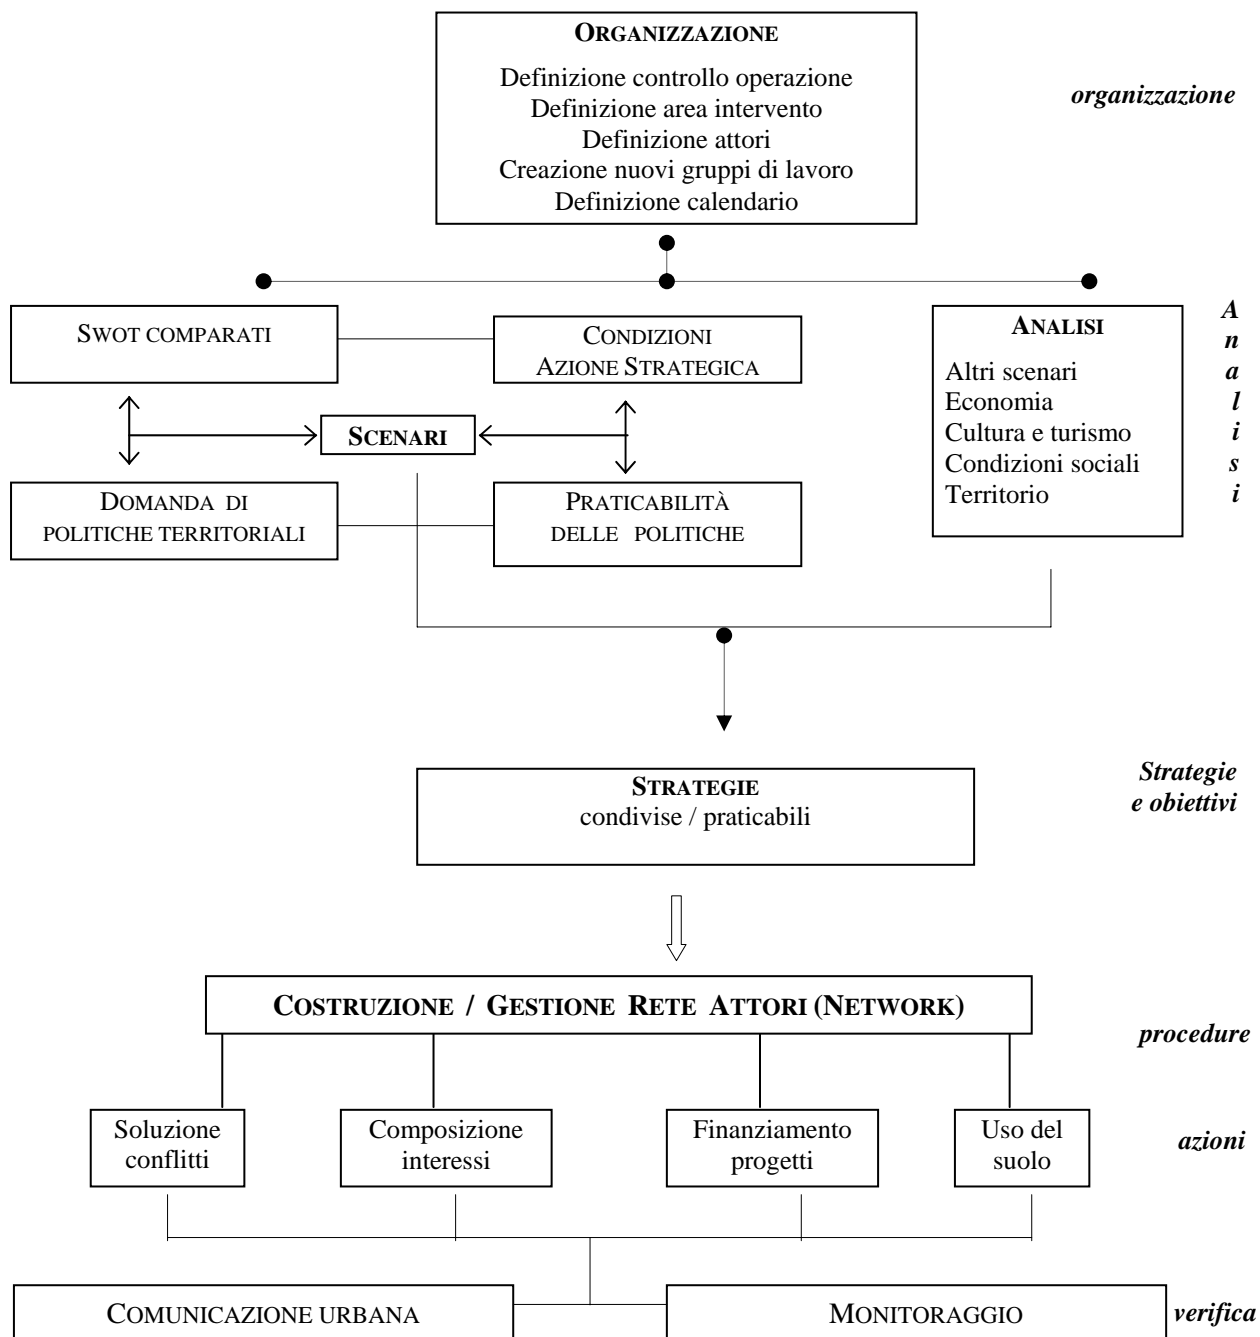 ORGANIZZAZIONE
Definizione controllo operazione
Definizione area intervento
Definizione attori
Creazione nuovi gruppi di lavoro
Definizione calendario
organizzazione
SWOT COMPARATI
CONDIZIONI
AZIONE STRATEGICA
SCENARI
DOMANDA DI
POLITICHE TERRITORIALI
PRATICABILITÀ
DELLE POLITICHE
ANALISI
Altri scenari
Economia
Cultura e turismo
Condizioni sociali
Territorio
A
n
a
l
i
s
i
STRATEGIE
condivise / praticabili
Strategie
e obiettivi
COSTRUZIONE / GESTIONE RETE ATTORI (NETWORK)
procedure
Soluzione
conflitti
Composizione
interessi
Finanziamento
progetti
Uso del
suolo
azioni
COMUNICAZIONE URBANA
MONITORAGGIO
verifica